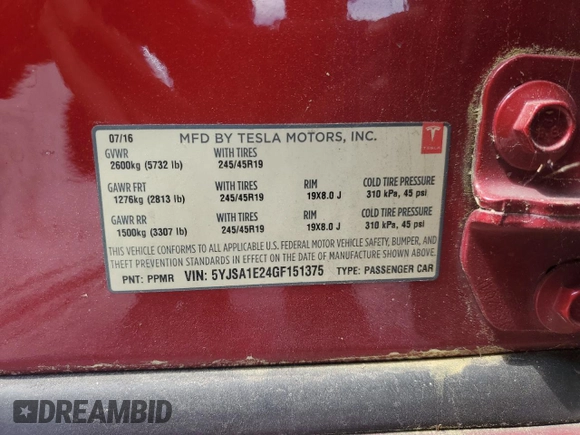 07/16 MFD BY TESLA MOTORS, INC.
GVWR WITH TIRES
2600kg (5732 lb) 245/45R19
GAWR FRT WITH TIRES RIM COLD TIRE PRESSURE
1276kg (2813 lb) 245/45R19 19X8.0 J 310 kPa, 45 psi
GAWR RR WITH TIRES RIM COLD TIRE PRESSURE
1500kg (3307 lb) 245/45R19 19X8.0 J 310 kPa, 45 psi
THIS VEHICLE CONFORMS TO ALL APPLICABLE U.S. FEDERAL MOTOR VEHICLE SAFETY, BUMPER, AND
THEFT PREVENTION STANDARDS IN EFFECT ON THE DATE OF MANUFACTURE SHOWN ABOVE.
PNT: PPMR VIN: 5YJSA1E24GF151375 TYPE: PASSENGER CAR
TESLA
DREAMBID